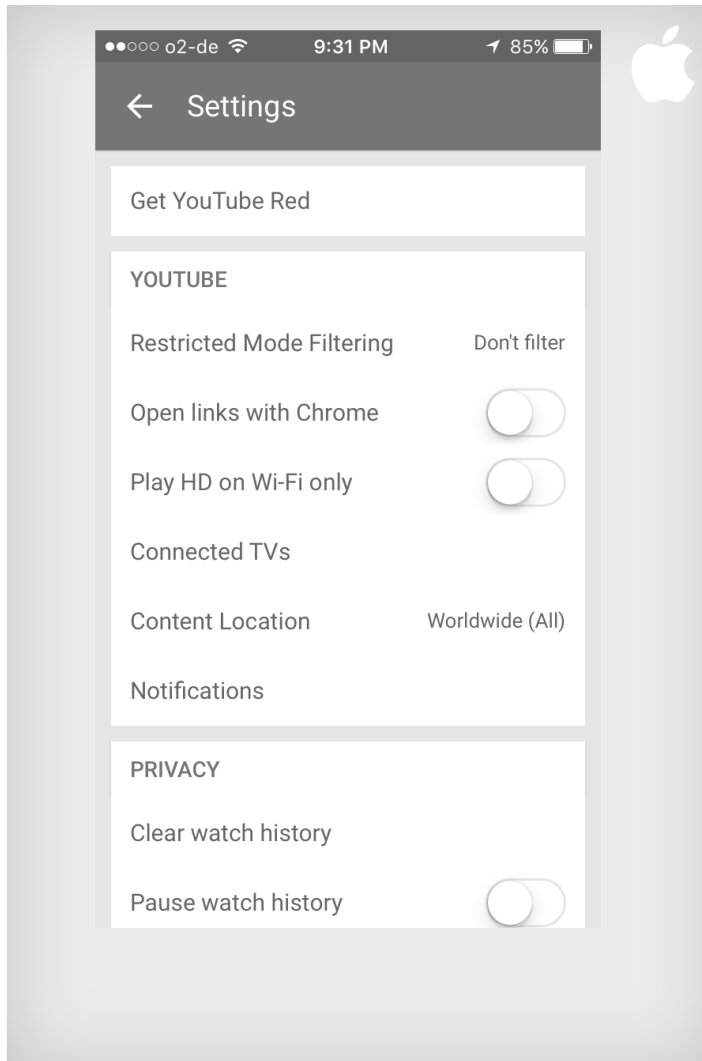 o2-de 9:31 PM 85%
Settings
Get YouTube Red
YOUTUBE
Restricted Mode Filtering Don't filter
Open links with Chrome
Play HD on Wi-Fi only
Connected TVs
Content Location Worldwide (All)
Notifications
PRIVACY
Clear watch history
Pause watch history